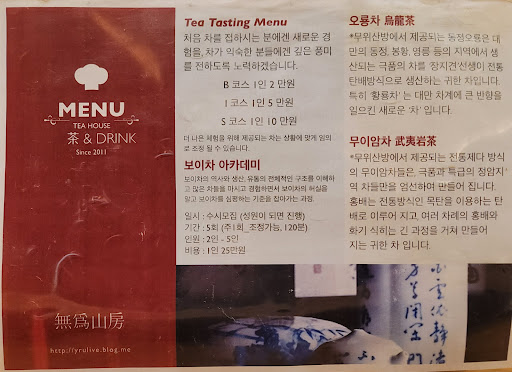 MENU
TEA HOUSE
茶 & DRINK
Since 2011
無爲山房
http://yrulive.blog.me
Tea Tasting Menu
처음 차를 접하시는 분에겐 새로운 경
험을, 차가 익숙한 분들에겐 깊은 풍미
를 전하도록 노력하겠습니다.
B 코스 1인 2 만원
I 코스 1인 5 만원
S 코스 1인 10 만원
더 나은 체험을 위해 제공되는 차는 상황에 맞게 임의
로 조정 될 수 있습니다.
보이차 아카데미
보이차의 역사와 생산, 유통의 전체적인 구조를 이해하
고 많은 차들을 마시고 경험하면서 보이차의 허실을
알고 보이차를 심평하는 기준을 잡아가는 과정.
일시 : 수시모집 (성원이 되면 진행)
기간 : 5회 (주1회_조정가능, 120분)
인원 : 2인 - 5인
비용 : 1인 25만원
오룡차 烏龍茶
*무위산방에서 제공되는 동정오룡은 대
만의 동정, 봉황, 영릉 등의 지역에서 생
산되는 극품의 차를 '장지견'선생이 전통
탄배방식으로 생산하는 귀한 차입니다.
특히 '황룡차' 는 대만 차계에 큰 반향을
일으킨 새로운 '차' 입니다.
무이암차 武夷岩茶
*무위산방에서 제공되는 전통제다 방식
의 무이암차들은, 극품과 특급의 정암지
역 차들만을 엄선하여 만들어 집니다.
홍배는 전통방식인 목탄을 이용하는 탄
배로 이루어 지고, 여러 차례의 홍배와
화기 식히는 긴 과정을 거쳐 만들어
지는 귀한 차 입니다.